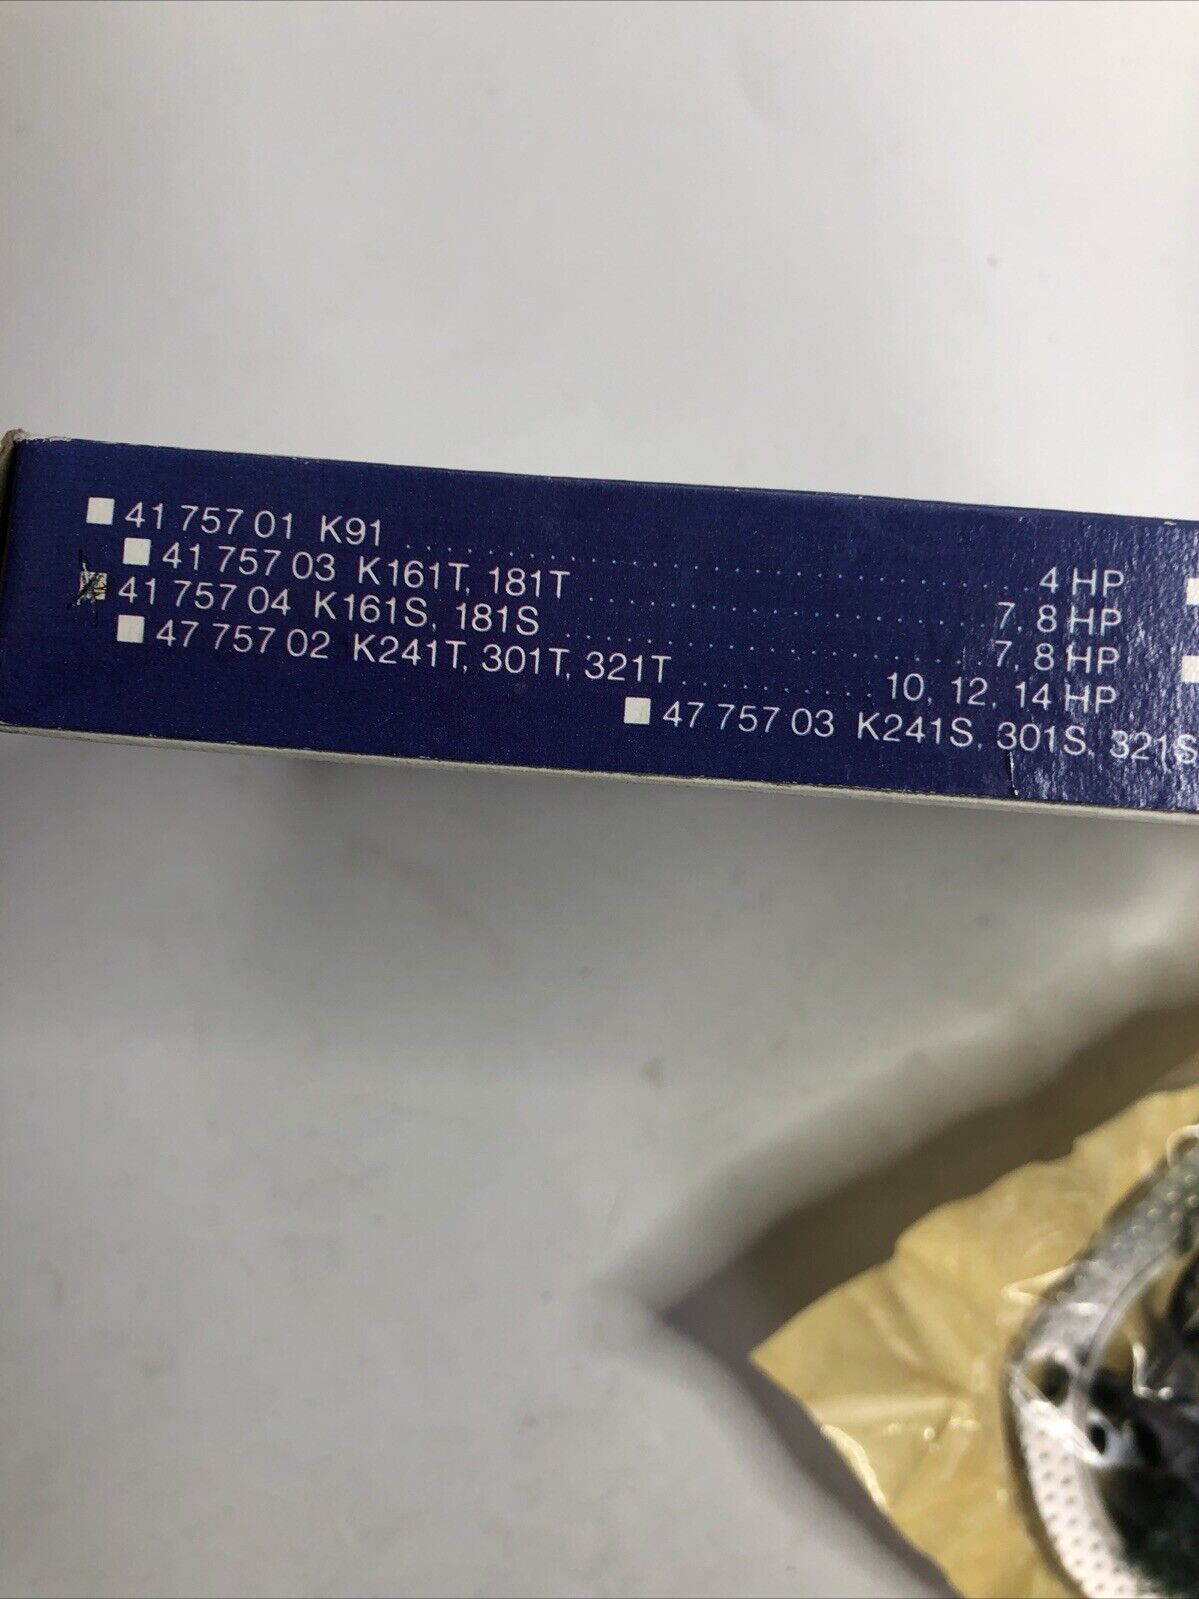 41 757 01 K91 .................... 4 HP
41 757 03 K161T, 181T .................... 7, 8 HP
41 757 04 K161S, 181S .................... 7, 8 HP
47 757 02 K241T, 301T, 321T .......... 10, 12, 14 HP
47 757 03 K241S, 301S, 321S